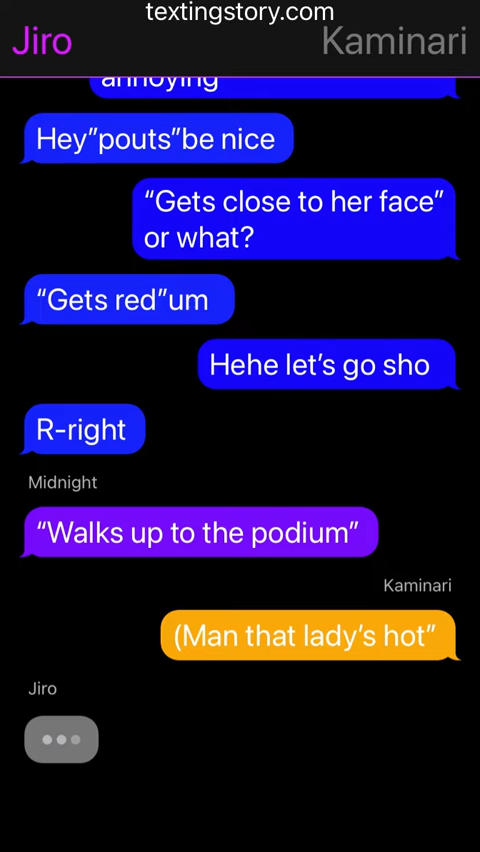 textingstory.com
Jiro
Kaminari
annoying
Hey”pouts”be nice
“Gets close to her face”
or what?
“Gets red”um
Hehe let’s go sho
R-right
Midnight
“Walks up to the podium”
Kaminari
(Man that lady’s hot”
Jiro